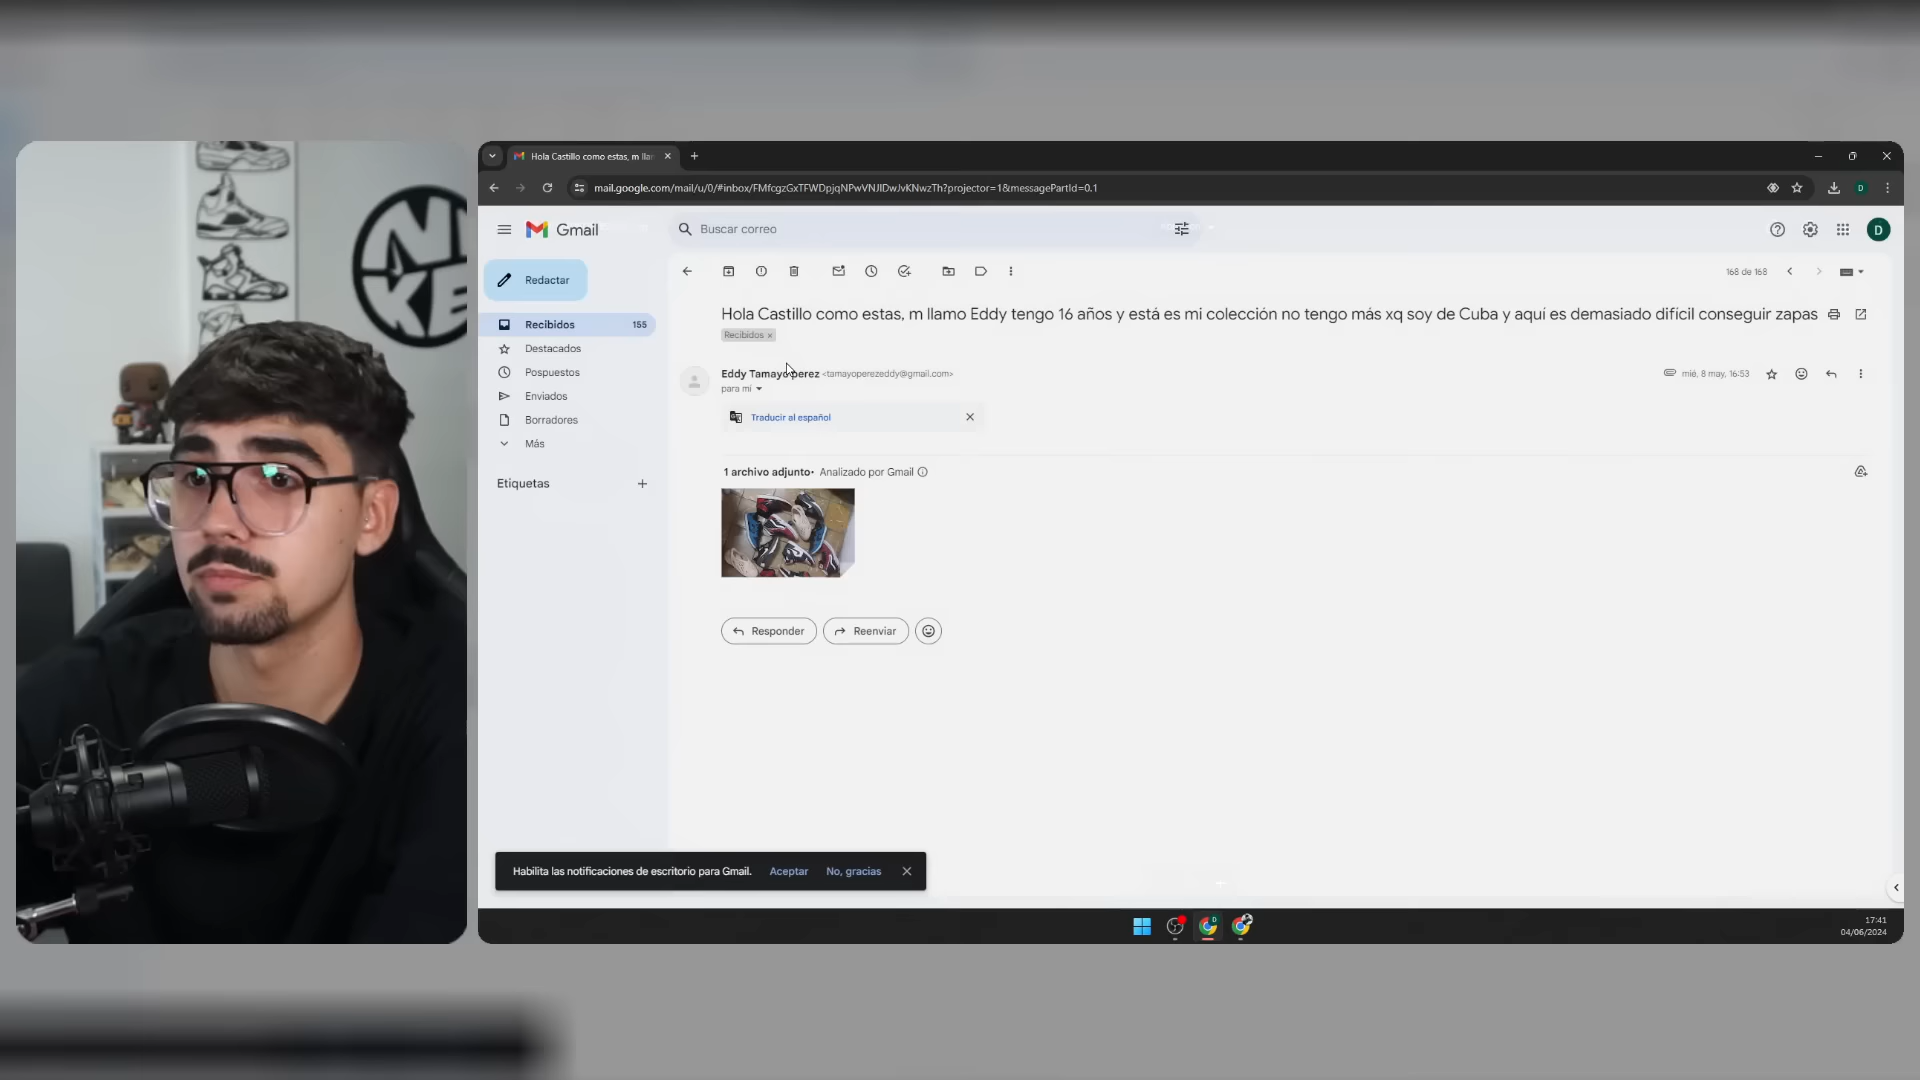 Hola Castillo como estas, m llam
mail.google.com/mail/u/0/#inbox/FMfcgzGxTFWDpjqNPwVNJlDwJvKNwzTh?projector=1&messagePartId=0.1
D
Gmail
Buscar correo
D
Redactar
168 de 168
Recibidos 155
Destacados
Pospuestos
Enviados
Borradores
Más
Etiquetas
Hola Castillo como estas, m llamo Eddy tengo 16 años y está es mi colección no tengo más xq soy de Cuba y aquí es demasiado difícil conseguir zapas
Recibidos x
Eddy Tamayoperez <tamayoperezeddy@gmail.com>
mié, 8 may, 16:53
para mí
Traducir al español
1 archivo adjunto • Analizado por Gmail
Responder
Reenviar
Habilita las notificaciones de escritorio para Gmail. Aceptar No, gracias
17:41
04/06/2024
NI
KE